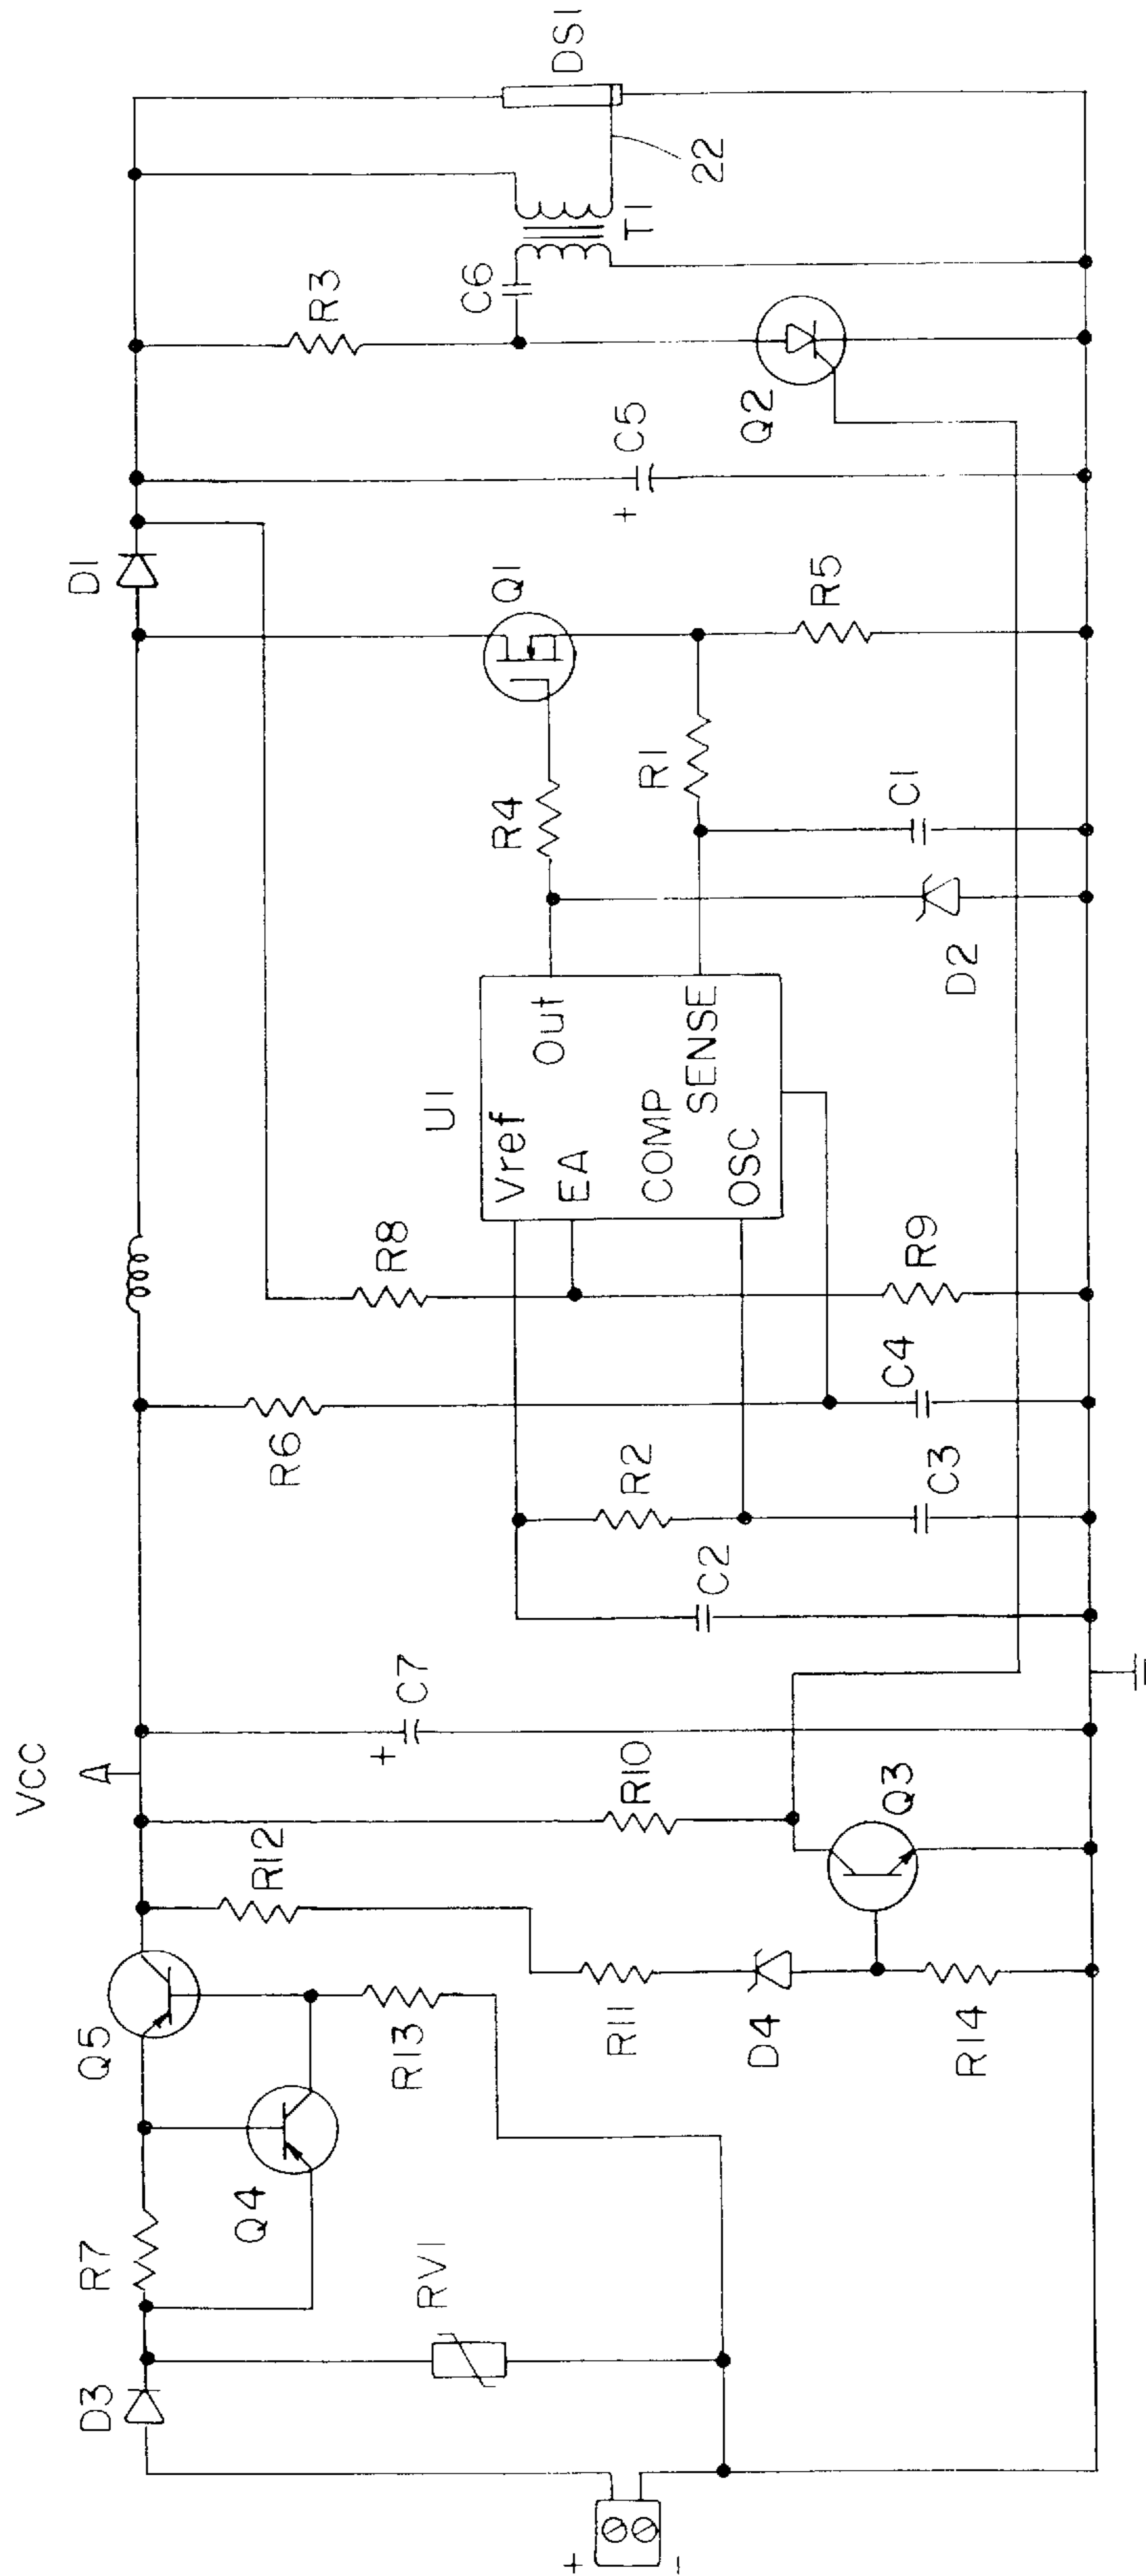 VCC
D1
D3
R7
Q5
Q4
R12
R6
R8
R3
C6
T1
22
DS1
RV1
R13
R11
D4
R14
R10
Q3
+
C7
C2
R2
C3
C4
R9
U1
Vref
Out
EA
COMP
SENSE
OSC
R4
Q1
R1
R5
C1
D2
+
C5
Q2
+
-